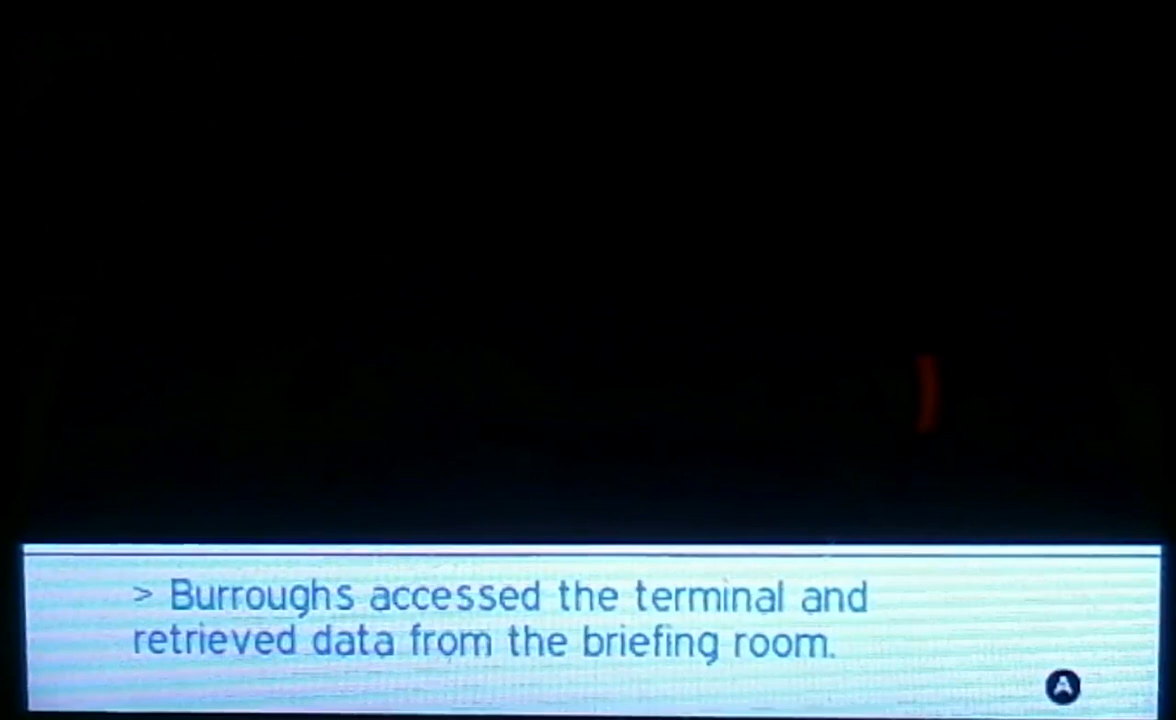 > Burroughs accessed the terminal and
retrieved data from the briefing room.
A